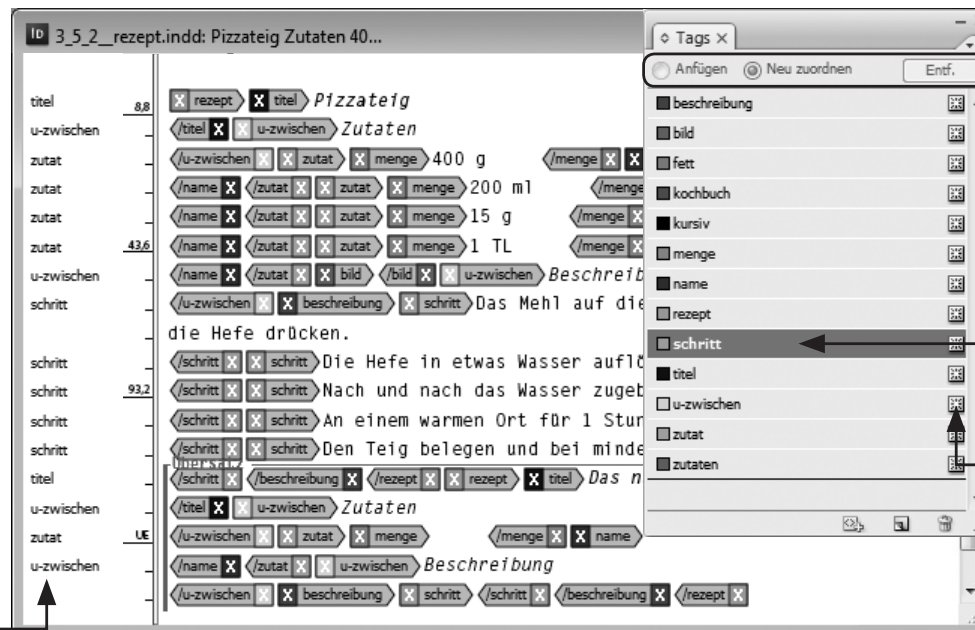 3_5_2__rezept.indd: Pizzateig Zutaten 40...
titel 8,8 rezept titel Pizzateig
u-zwischen /titel u-zwischen Zutaten
zutat /u-zwischen zutat menge 400 g /menge
zutat /name /zutat zutat menge 200 ml /menge
zutat /name /zutat zutat menge 15 g /menge
zutat 43,6 /name /zutat zutat menge 1 TL /menge
u-zwischen /name /zutat bild /bild u-zwischen Beschreib
schritt /u-zwischen beschreibung schritt Das Mehl auf die
die Hefe drücken.
schritt /schritt schritt Die Hefe in etwas Wasser auflö
schritt 93,2 /schritt schritt Nach und nach das Wasser zugeb
schritt /schritt schritt An einem warmen Ort für 1 Stun
schritt /schritt schritt Den Teig belegen und bei minde
Übersatz
titel /schritt /beschreibung /rezept rezept titel Das n
u-zwischen /titel u-zwischen Zutaten
zutat UE /u-zwischen zutat menge /menge name
u-zwischen /name /zutat u-zwischen Beschreibung
/u-zwischen beschreibung schritt /schritt /beschreibung /rezept
Tags
Anfügen Neu zuordnen Entf.
beschreibung
bild
fett
kochbuch
kursiv
menge
name
rezept
schritt
titel
u-zwischen
zutat
zutaten